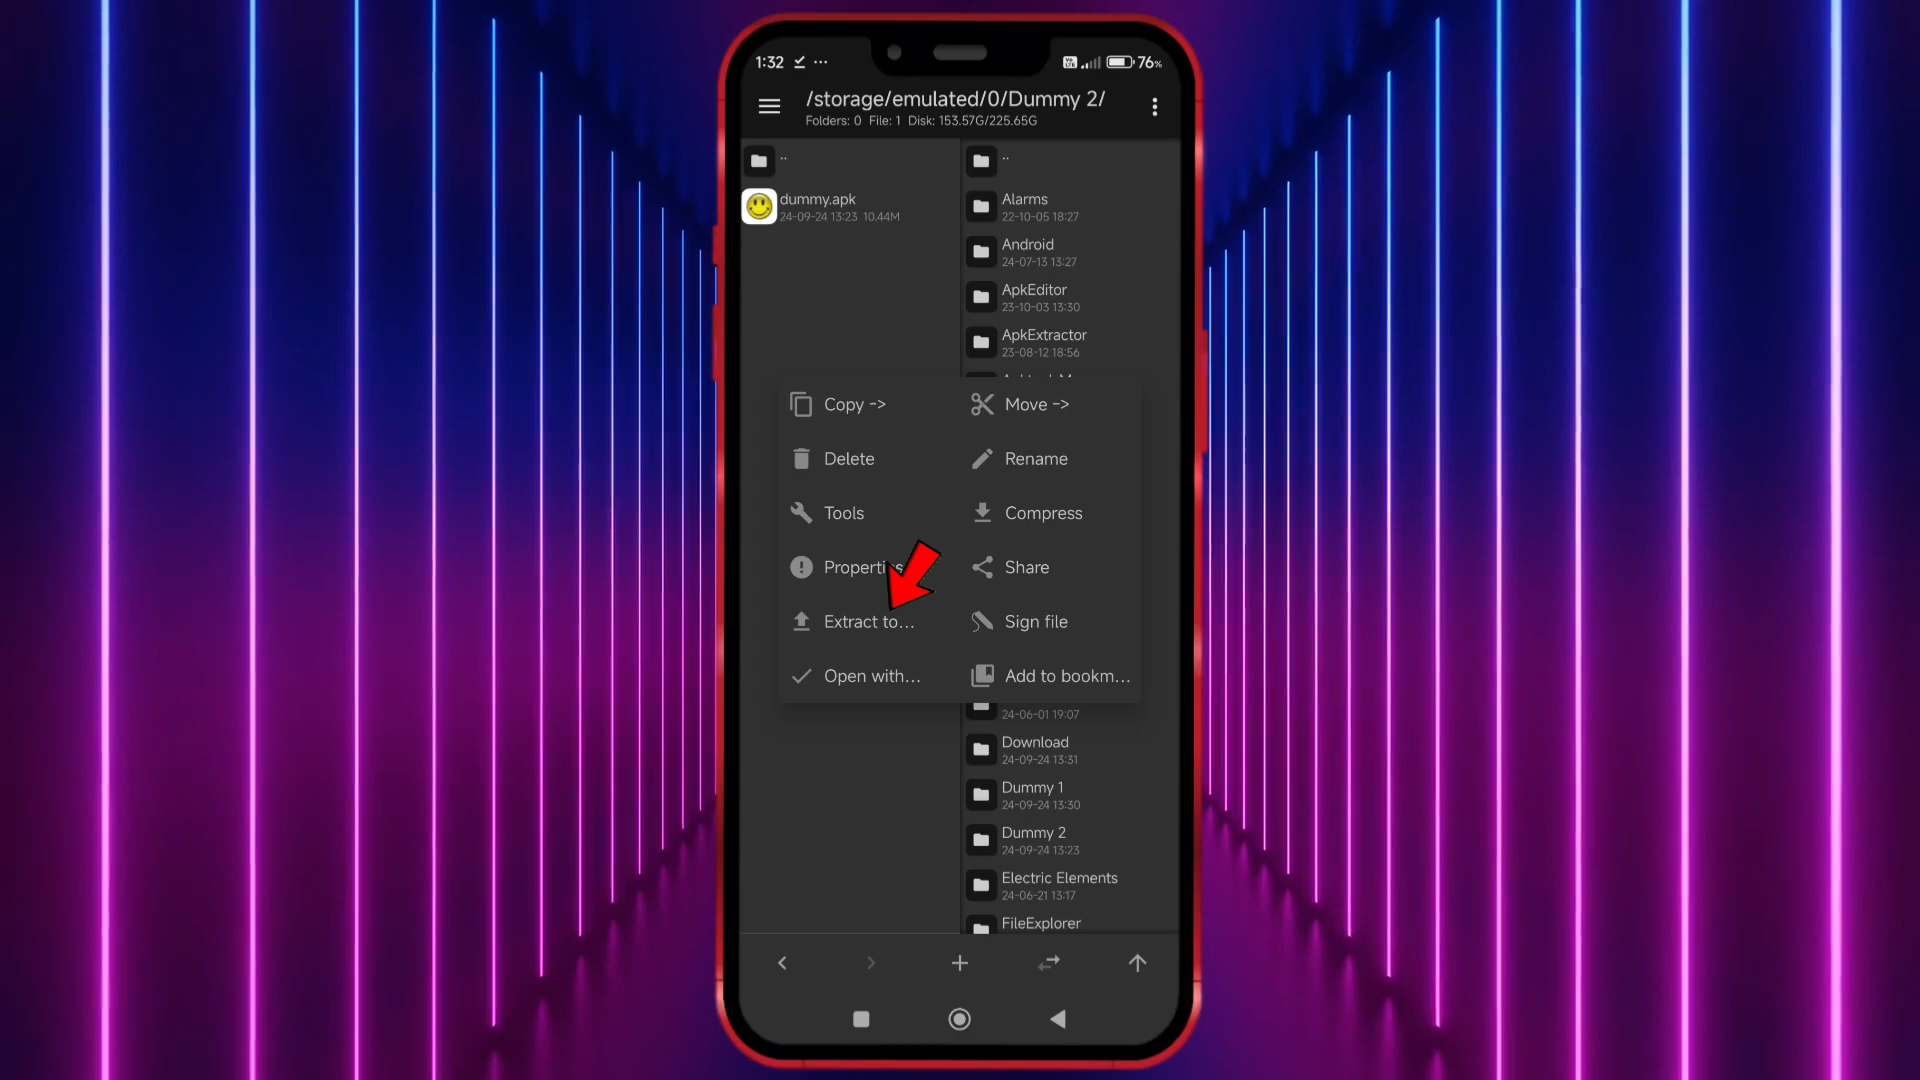 1:32 ··· 76%
/storage/emulated/0/Dummy 2/
Folders: 0 File: 1 Disk: 153.57G/225.65G
..
dummy.apk
24-09-24 13:23 10.44M
..
Alarms
22-10-05 18:27
Android
24-07-13 13:27
ApkEditor
23-10-03 13:30
ApkExtractor
23-08-12 18:56
Copy ->
Move ->
Delete
Rename
Tools
Compress
Properties
Share
Extract to...
Sign file
Open with...
Add to bookm...
24-06-01 19:07
Download
24-09-24 13:31
Dummy 1
24-09-24 13:30
Dummy 2
24-09-24 13:23
Electric Elements
24-06-21 13:17
FileExplorer